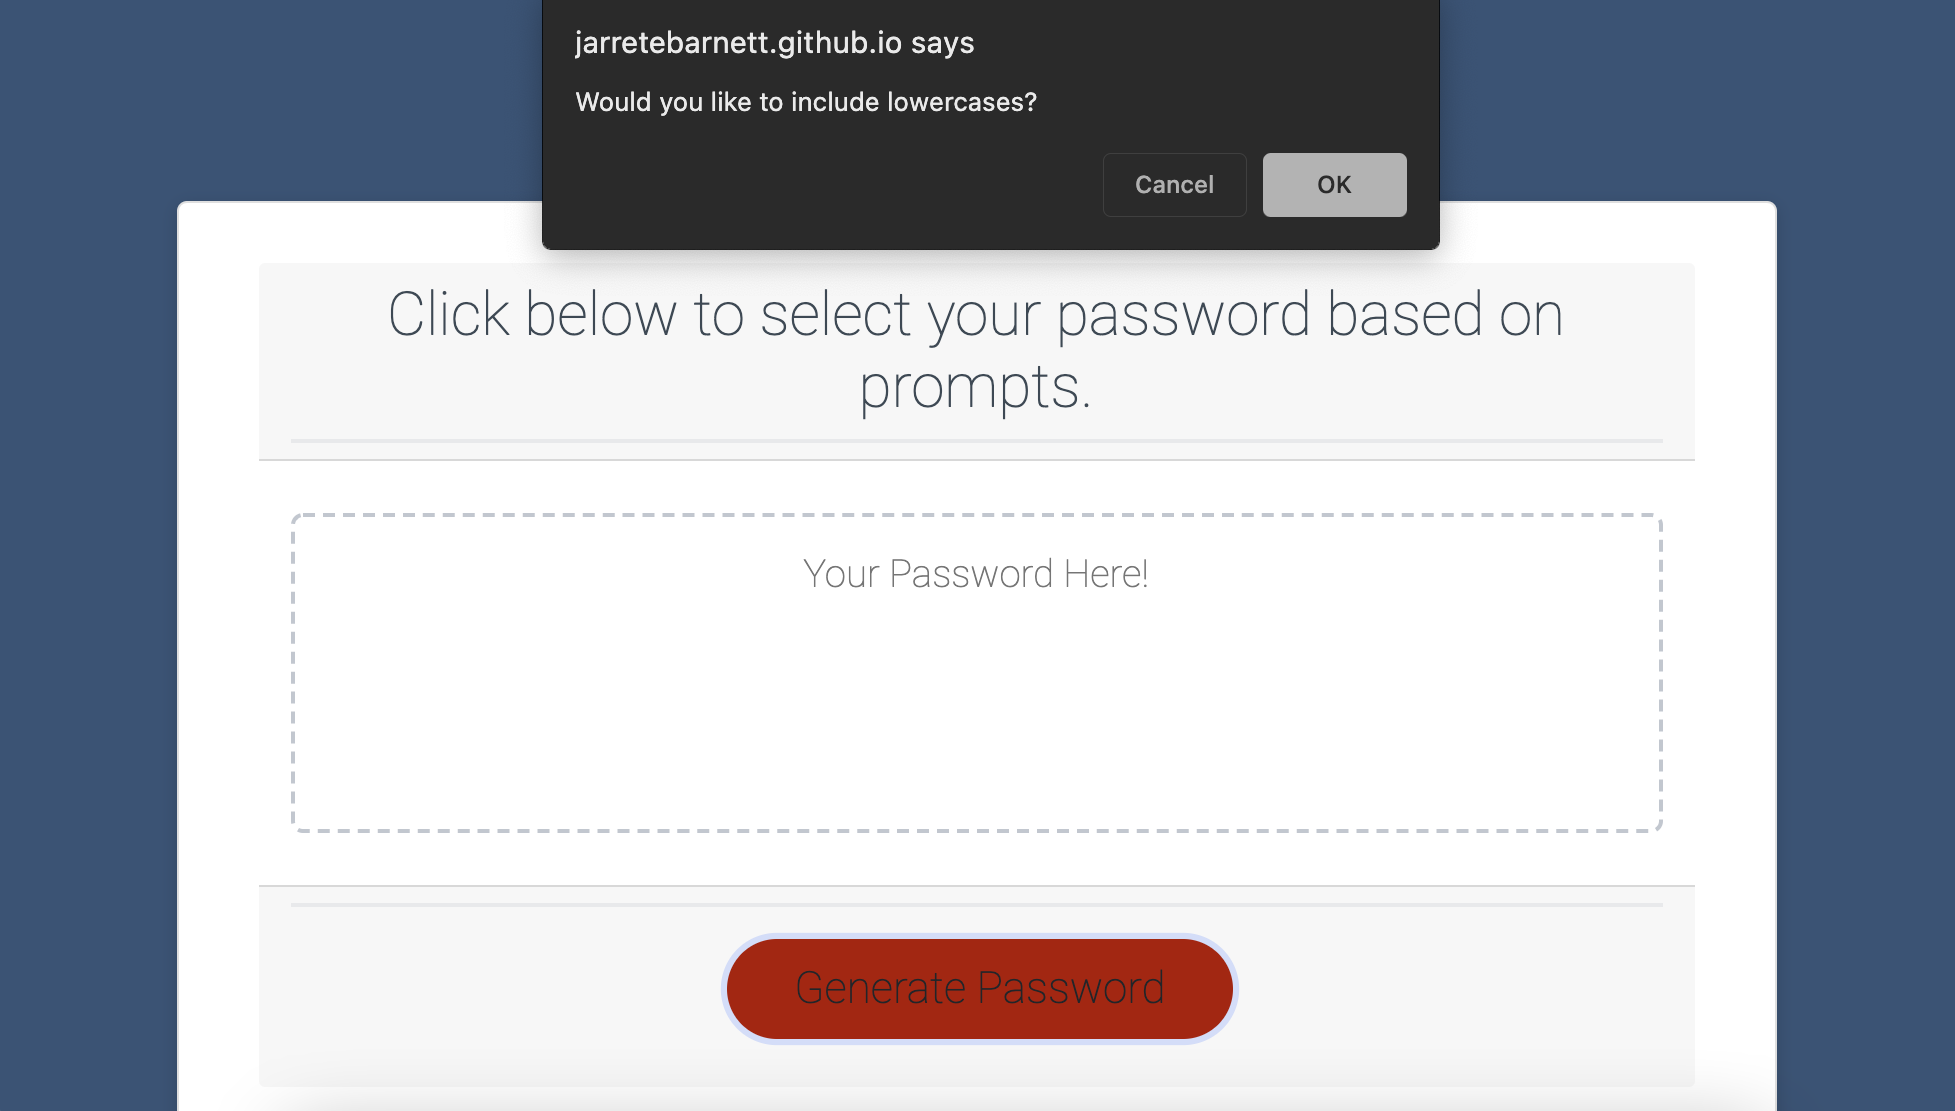 jarretebarnett.github.io says
Would you like to include lowercases?
Cancel
OK
Click below to select your password based on
prompts.
Your Password Here!
Generate Password